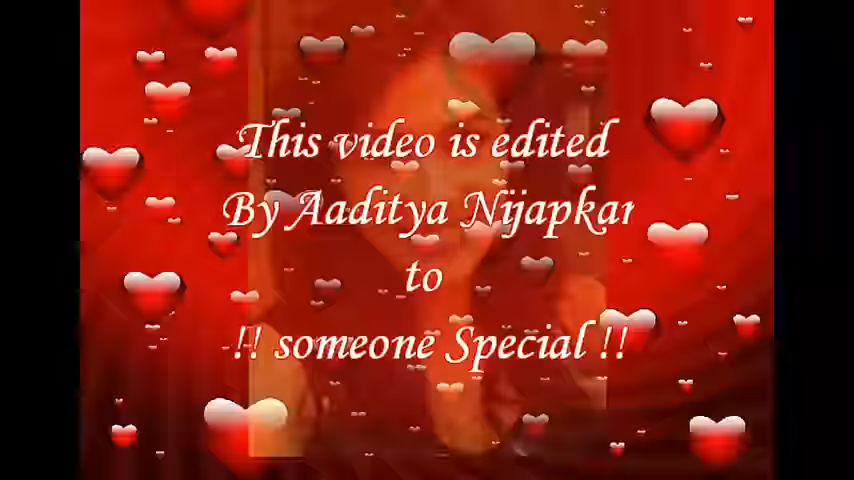 This video is edited
By Aaditya Nijapkar
to
!! someone Special !!